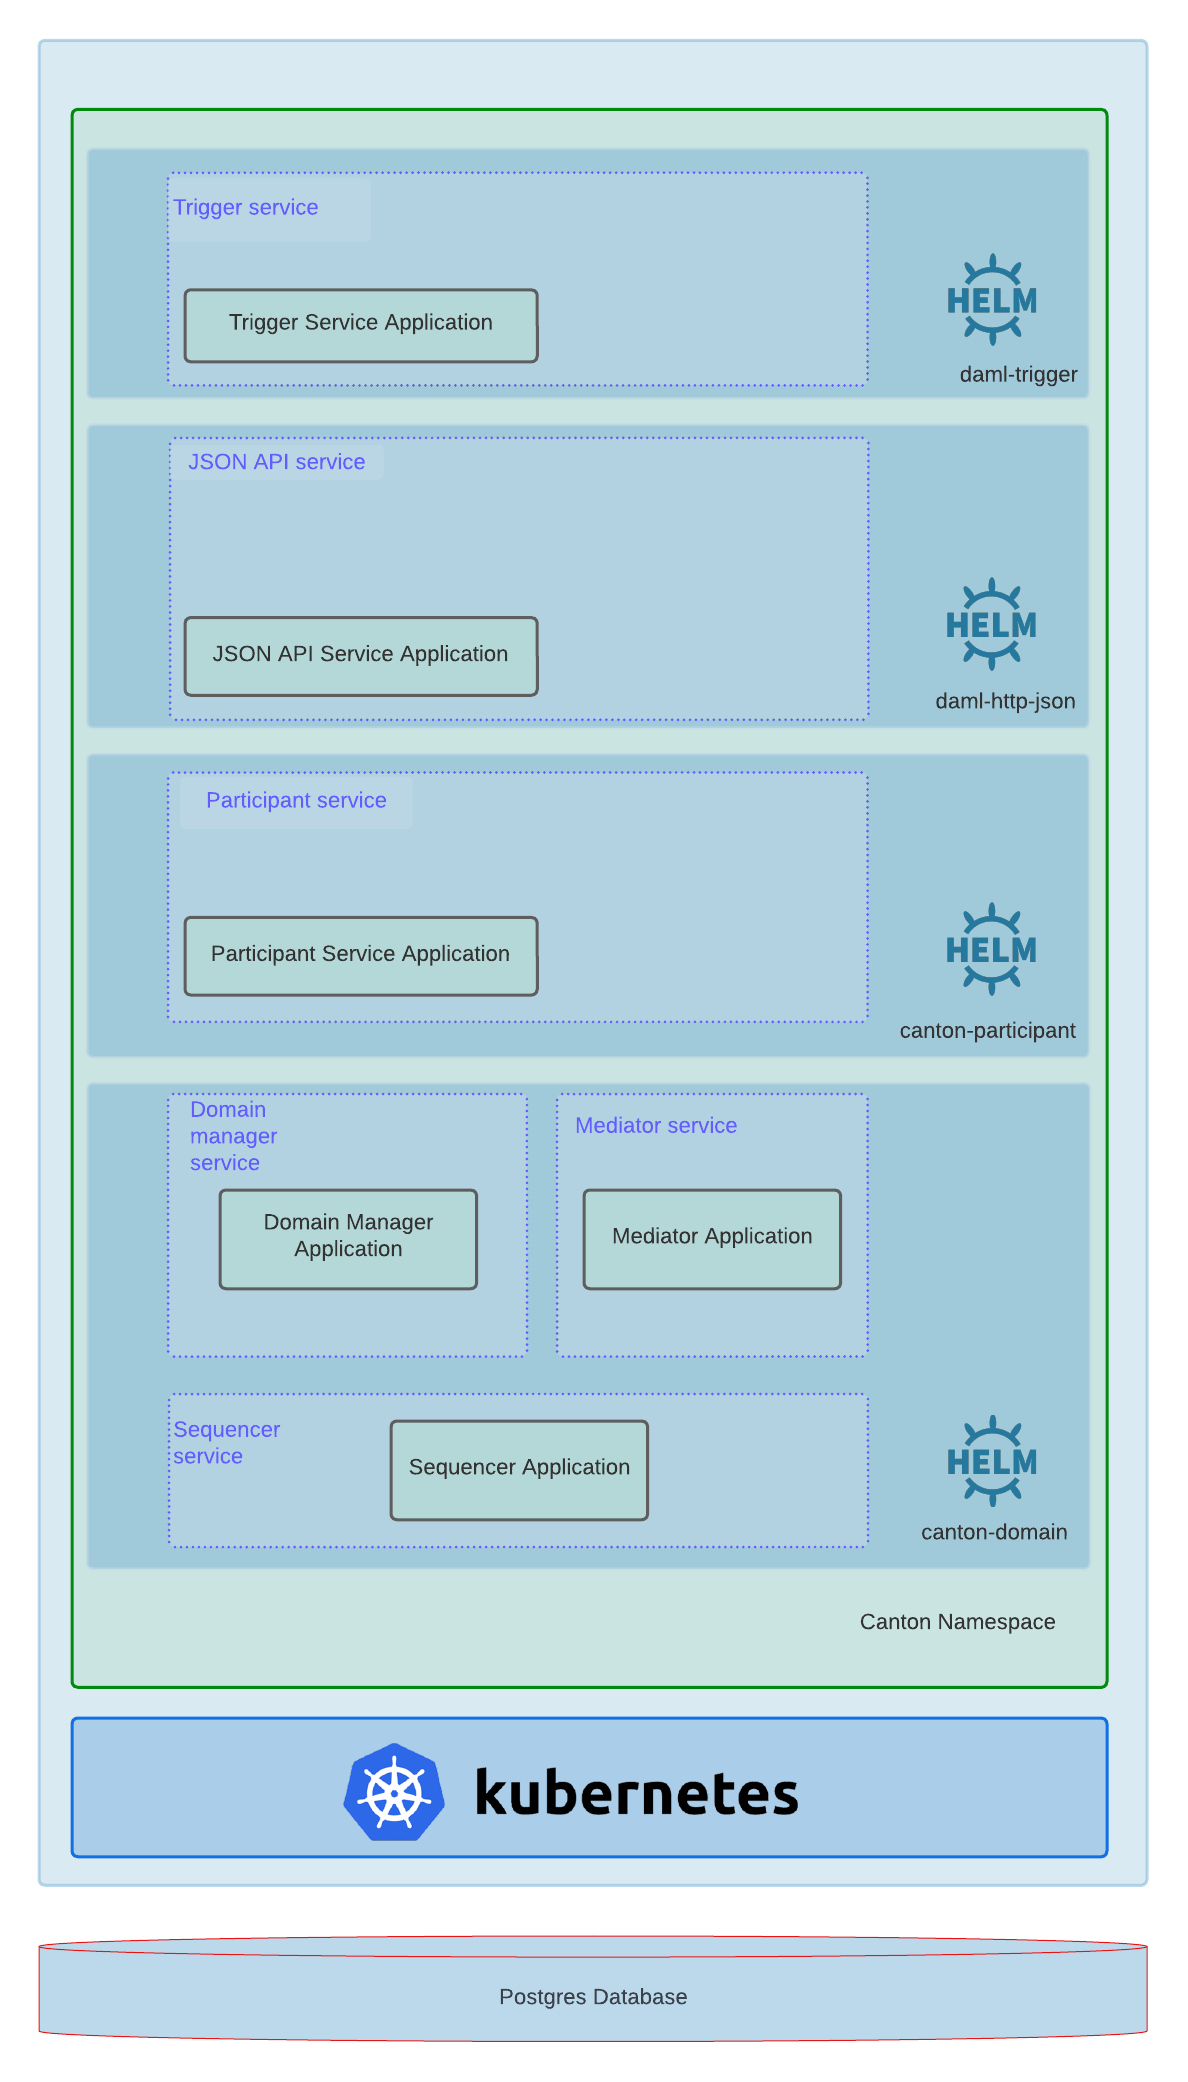 Trigger service
Trigger Service Application
HELM
daml-trigger
JSON API service
JSON API Service Application
HELM
daml-http-json
Participant service
Participant Service Application
HELM
canton-participant
Domain
manager
service
Domain Manager
Application
Mediator service
Mediator Application
Sequencer
service
Sequencer Application
HELM
canton-domain
Canton Namespace
kubernetes
Postgres Database